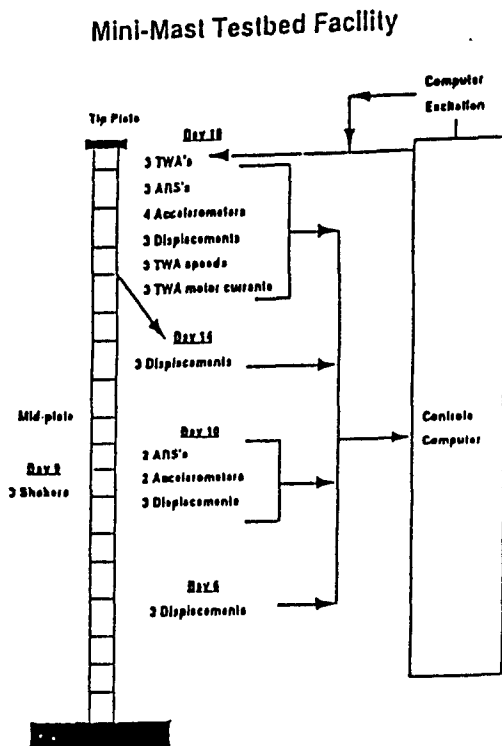 Mini-Mast Testbed Facility
Computer
Excitation
Tip Plate
Bay 18
3 TWA's
3 ARS's
4 Accelerometers
3 Displacements
3 TWA speeds
3 TWA motor currents
Bay 14
3 Displacements
Mid-plate
Bay 9
3 Shakers
Bay 10
2 ARS's
2 Accelerometers
3 Displacements
Controls
Computer
Bay 6
3 Displacements